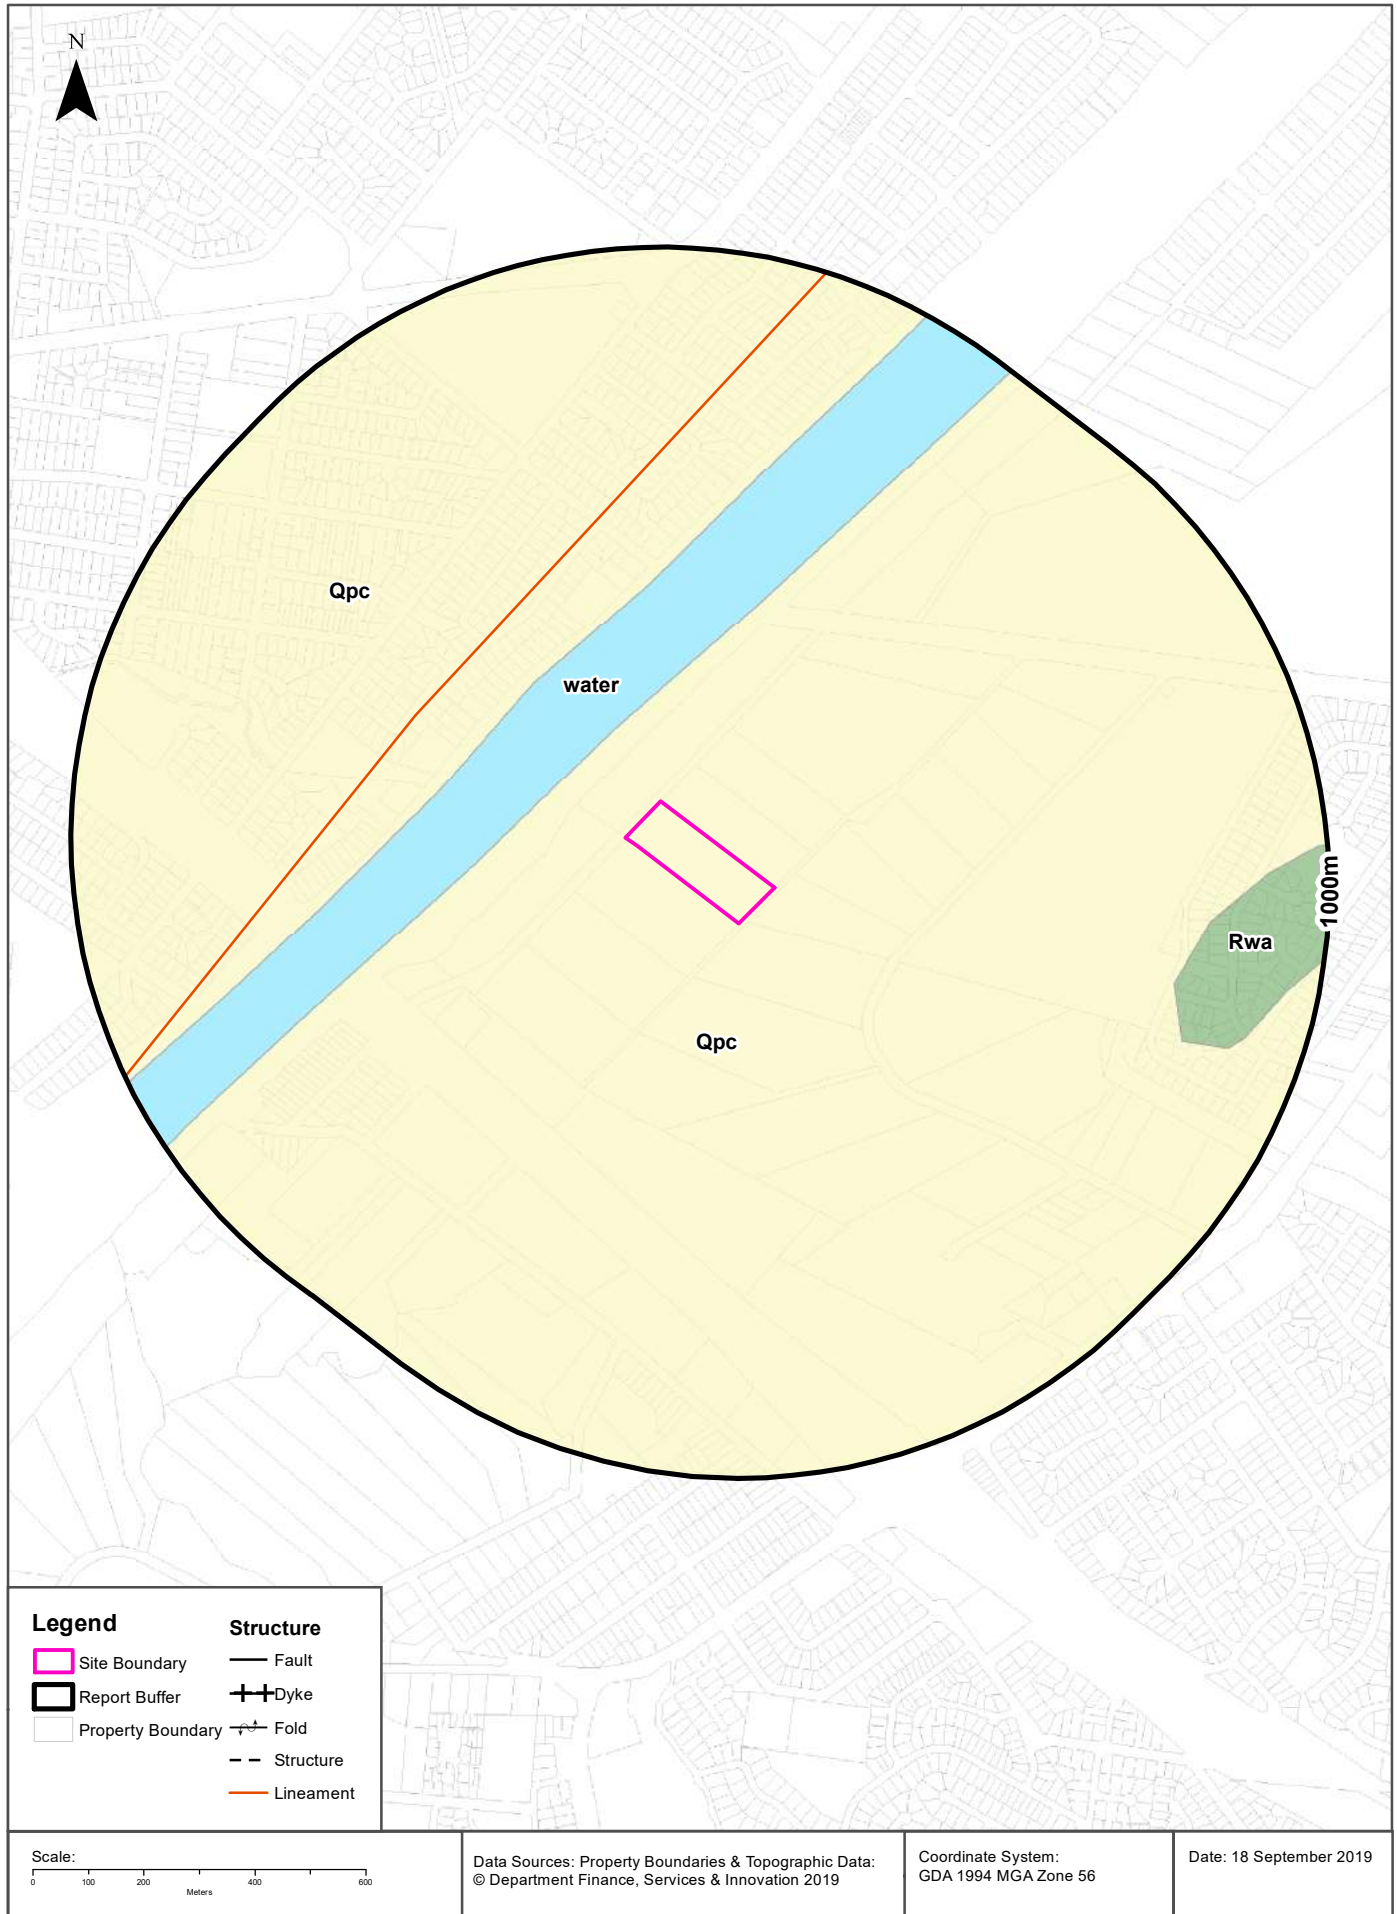 N
Qpc
water
1000m
Rwa
Qpc
Legend
Site Boundary
Report Buffer
Property Boundary
Structure
Fault
Dyke
Fold
Structure
Lineament
Scale:
0 100 200 400 600
Meters
Data Sources: Property Boundaries & Topographic Data:
© Department Finance, Services & Innovation 2019
Coordinate System:
GDA 1994 MGA Zone 56
Date: 18 September 2019